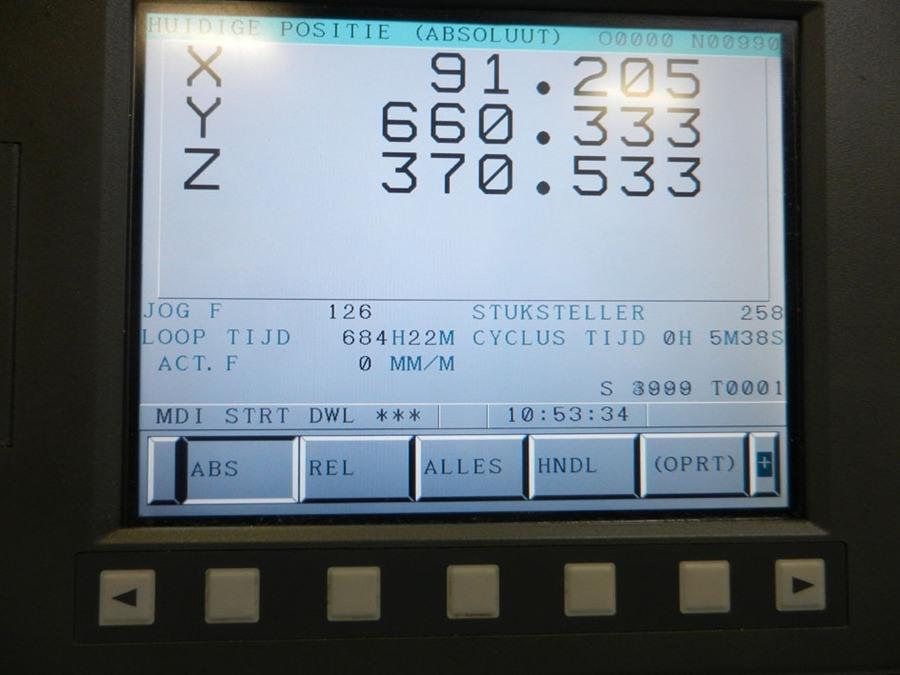 HUIDIGE POSITIE (ABSOLUUT) O0000 N00990
X 91.205
Y 660.333
Z 370.533
JOG F 126 STUKSTELLER 258
LOOP TIJD 684H22M CYCLUS TIJD 0H 5M38S
ACT. F 0 MM/M
S 3999 T0001
MDI STRT DWL *** 10:53:34
ABS REL ALLES HNDL (OPRT) +